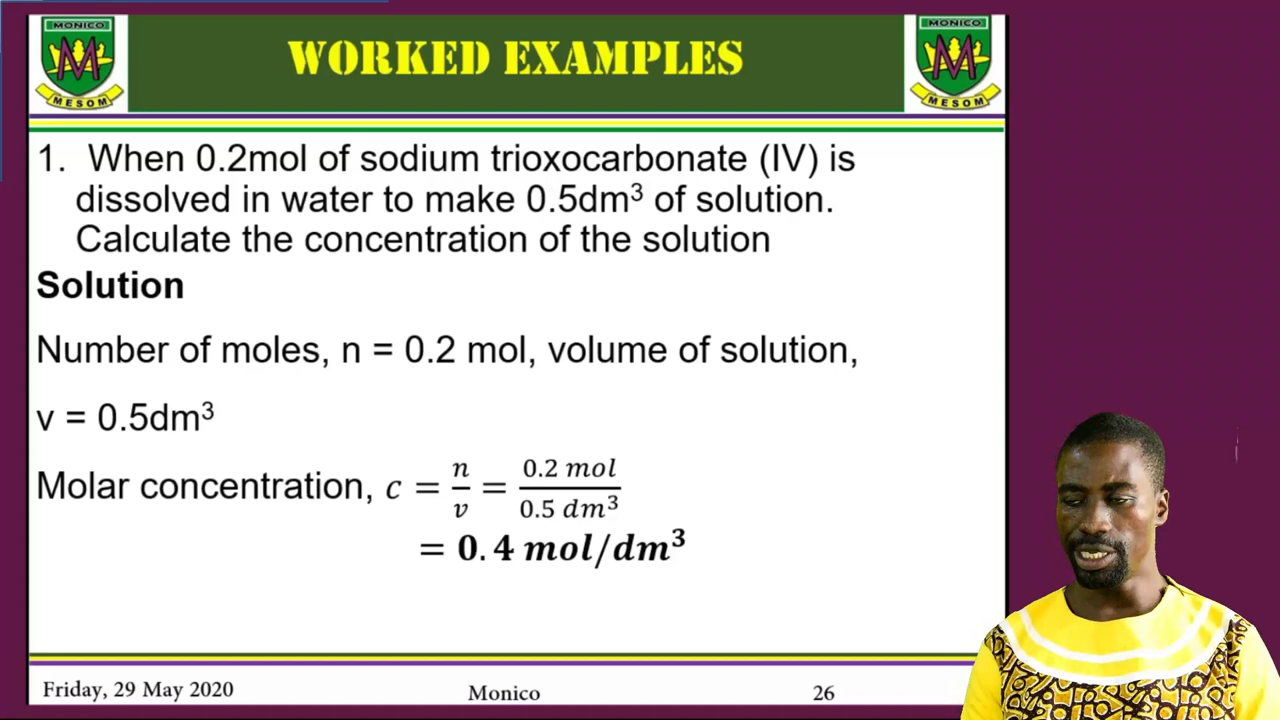 MONICO
MESOM
WORKED EXAMPLES
MONICO
MESOM
1. When 0.2mol of sodium trioxocarbonate (IV) is
dissolved in water to make 0.5dm³ of solution.
Calculate the concentration of the solution
Solution
Number of moles, n = 0.2 mol, volume of solution,
v = 0.5dm³
Molar concentration, c = n/v = 0.2 mol / 0.5 dm³
= 0.4 mol/dm³
Friday, 29 May 2020 Monico 26